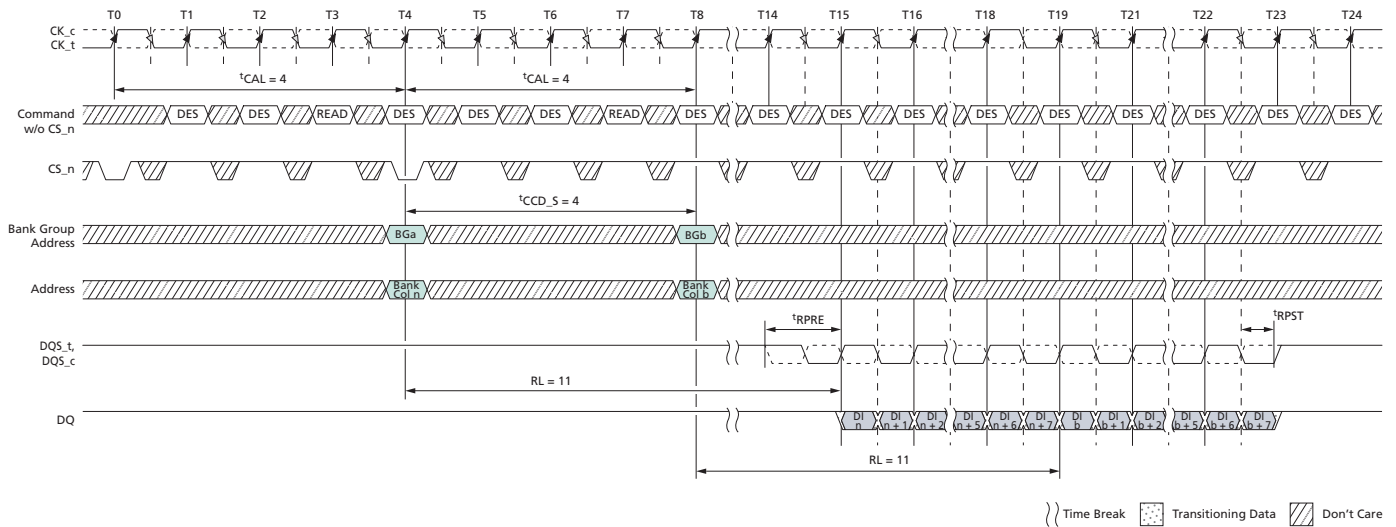 T0 T1 T2 T3 T4 T5 T6 T7 T8 T14 T15 T16 T18 T19 T21 T22 T23 T24
CK_c
CK_t
tCAL = 4 tCAL = 4
Command
w/o CS_n
DES DES READ DES DES DES READ DES DES DES DES DES DES DES DES DES DES
CS_n
tCCD_S = 4
Bank Group
Address
BGa BGb
Address
Bank
Col n
Bank
Col b
tRPRE tRPST
DQS_t,
DQS_c
RL = 11
DQ
DI
n
DI
n + 1
DI
n + 2
DI
n + 5
DI
n + 6
DI
n + 7
DI
b
DI
b + 1
DI
b + 2
DI
b + 5
DI
b + 6
DI
b + 7
RL = 11
Time Break Transitioning Data Don't Care